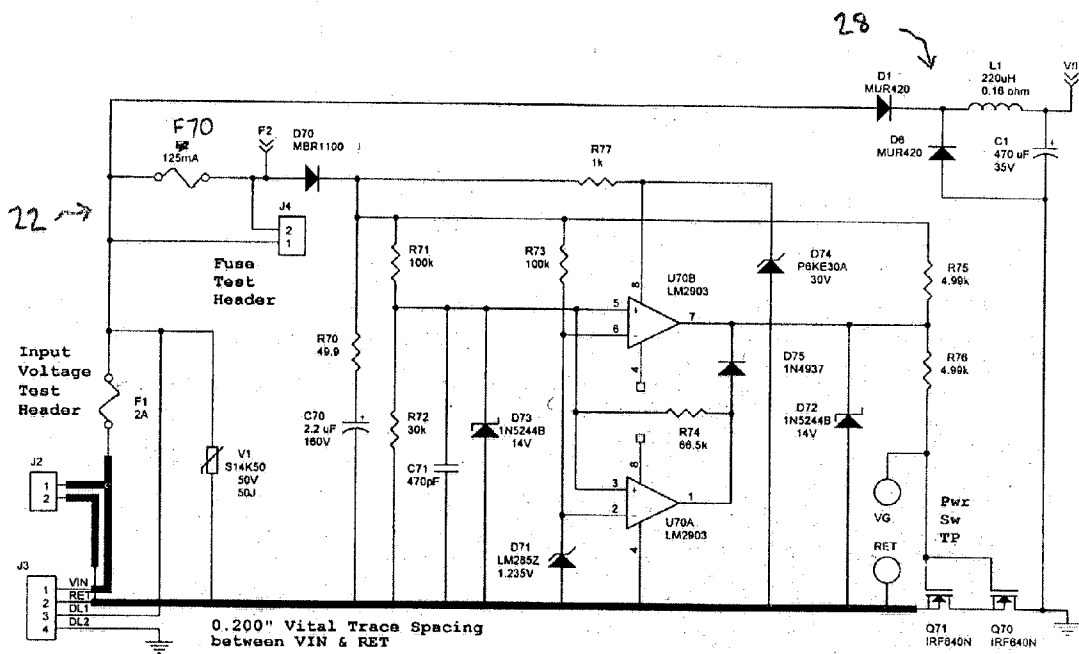 28
L1
220uH
0.16 ohm
D1
MUR420
D6
MUR420
C1
470 uF
35V
+
F70
125mA
F2
D70
MBR1100
R77
1k
22
J4
2
1
Fuse
Test
Header
R71
100k
R73
100k
D74
P6KE30A
30V
U70B
LM2903
8
5
+
6
-
7
4
R75
4.99k
R70
49.9
D75
1N4937
R76
4.99k
Input
Voltage
Test
Header
F1
2A
C70
2.2 uF
160V
+
R72
30k
D73
1N5244B
14V
R74
66.5k
D72
1N5244B
14V
V1
S14K50
50V
50J
C71
470pF
8
3
+
2
-
1
4
U70A
LM2903
J2
1
2
VG
Pwr
Sw
TP
RET
D71
LM285Z
1.235V
J3
1
2
3
4
VIN
RET
DL1
DL2
0.200" Vital Trace Spacing
between VIN & RET
Q71
IRF640N
Q70
IRF640N